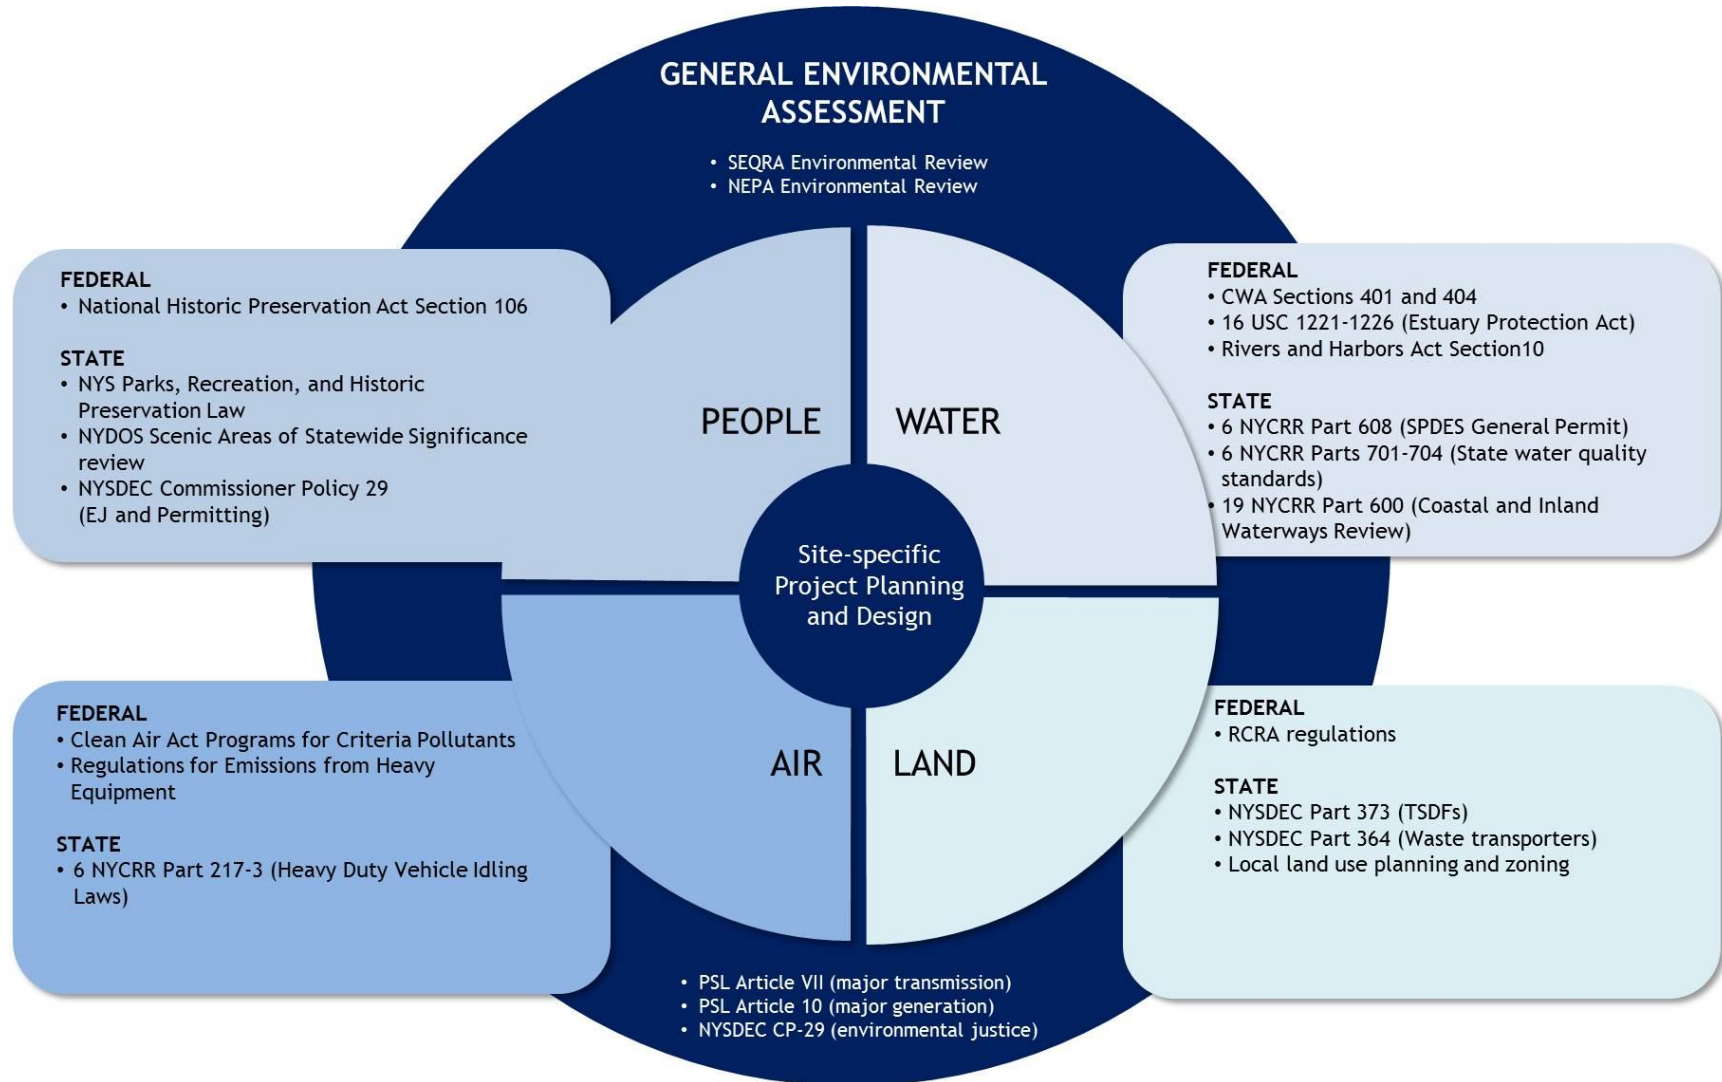 GENERAL ENVIRONMENTAL
ASSESSMENT
• SEQRA Environmental Review
• NEPA Environmental Review
FEDERAL
• National Historic Preservation Act Section 106
STATE
• NYS Parks, Recreation, and Historic
Preservation Law
• NYDOS Scenic Areas of Statewide Significance
review
• NYSDEC Commissioner Policy 29
(EJ and Permitting)
PEOPLE
WATER
FEDERAL
• CWA Sections 401 and 404
• 16 USC 1221-1226 (Estuary Protection Act)
• Rivers and Harbors Act Section10
STATE
• 6 NYCRR Part 608 (SPDES General Permit)
• 6 NYCRR Parts 701-704 (State water quality
standards)
• 19 NYCRR Part 600 (Coastal and Inland
Waterways Review)
Site-specific
Project Planning
and Design
FEDERAL
• Clean Air Act Programs for Criteria Pollutants
• Regulations for Emissions from Heavy
Equipment
STATE
• 6 NYCRR Part 217-3 (Heavy Duty Vehicle Idling
Laws)
AIR
LAND
FEDERAL
• RCRA regulations
STATE
• NYSDEC Part 373 (TSDFs)
• NYSDEC Part 364 (Waste transporters)
• Local land use planning and zoning
• PSL Article VII (major transmission)
• PSL Article 10 (major generation)
• NYSDEC CP-29 (environmental justice)